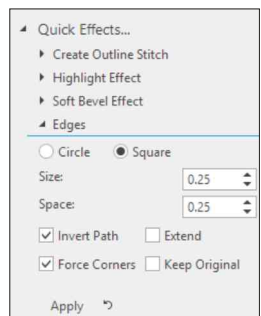 Quick Effects...
Create Outline Stitch
Highlight Effect
Soft Bevel Effect
Edges
Circle Square
Size: 0.25
Space: 0.25
Invert Path Extend
Force Corners Keep Original
Apply